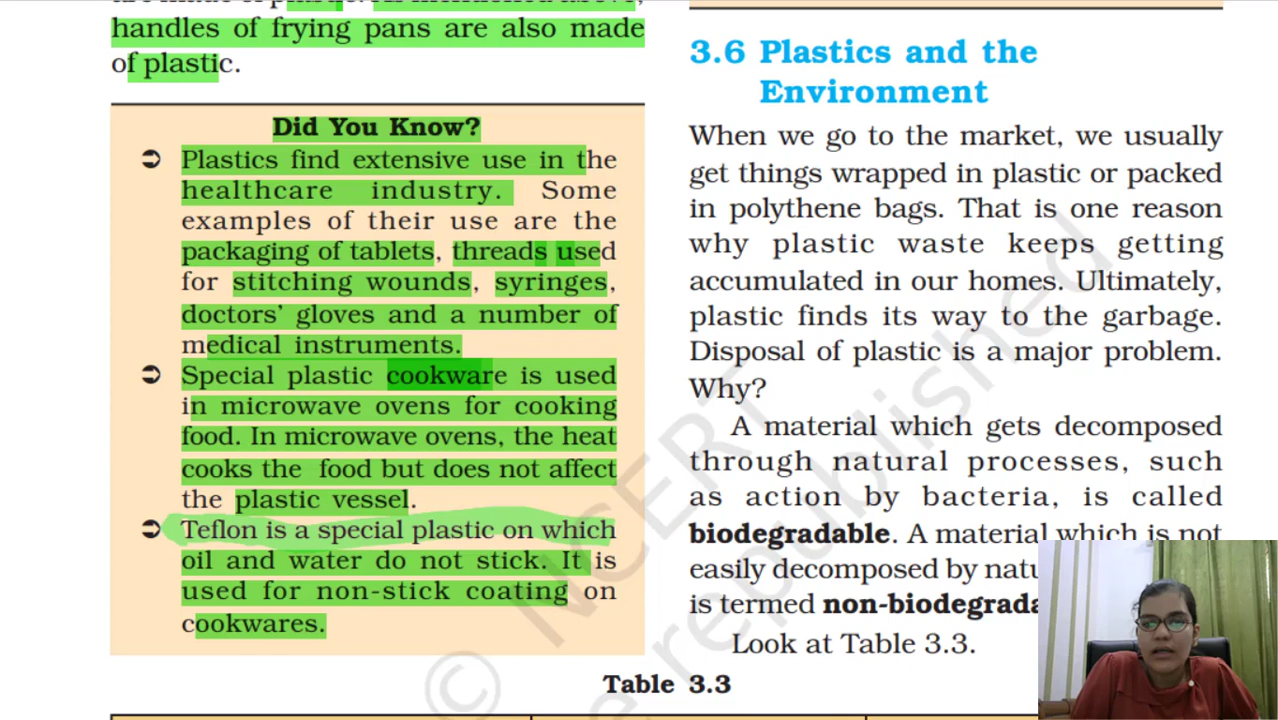 handles of frying pans are also made
of plastic.
Did You Know?
➲ Plastics find extensive use in the
healthcare industry. Some
examples of their use are the
packaging of tablets, threads used
for stitching wounds, syringes,
doctors’ gloves and a number of
medical instruments.
➲ Special plastic cookware is used
in microwave ovens for cooking
food. In microwave ovens, the heat
cooks the food but does not affect
the plastic vessel.
➲ Teflon is a special plastic on which
oil and water do not stick. It is
used for non-stick coating on
cookwares.
3.6 Plastics and the
Environment
When we go to the market, we usually
get things wrapped in plastic or packed
in polythene bags. That is one reason
why plastic waste keeps getting
accumulated in our homes. Ultimately,
plastic finds its way to the garbage.
Disposal of plastic is a major problem.
Why?
A material which gets decomposed
through natural processes, such
as action by bacteria, is called
biodegradable. A material which is not
easily decomposed by
is termed
Look at Table 3.3.
Table 3.3
© NCERT
republished